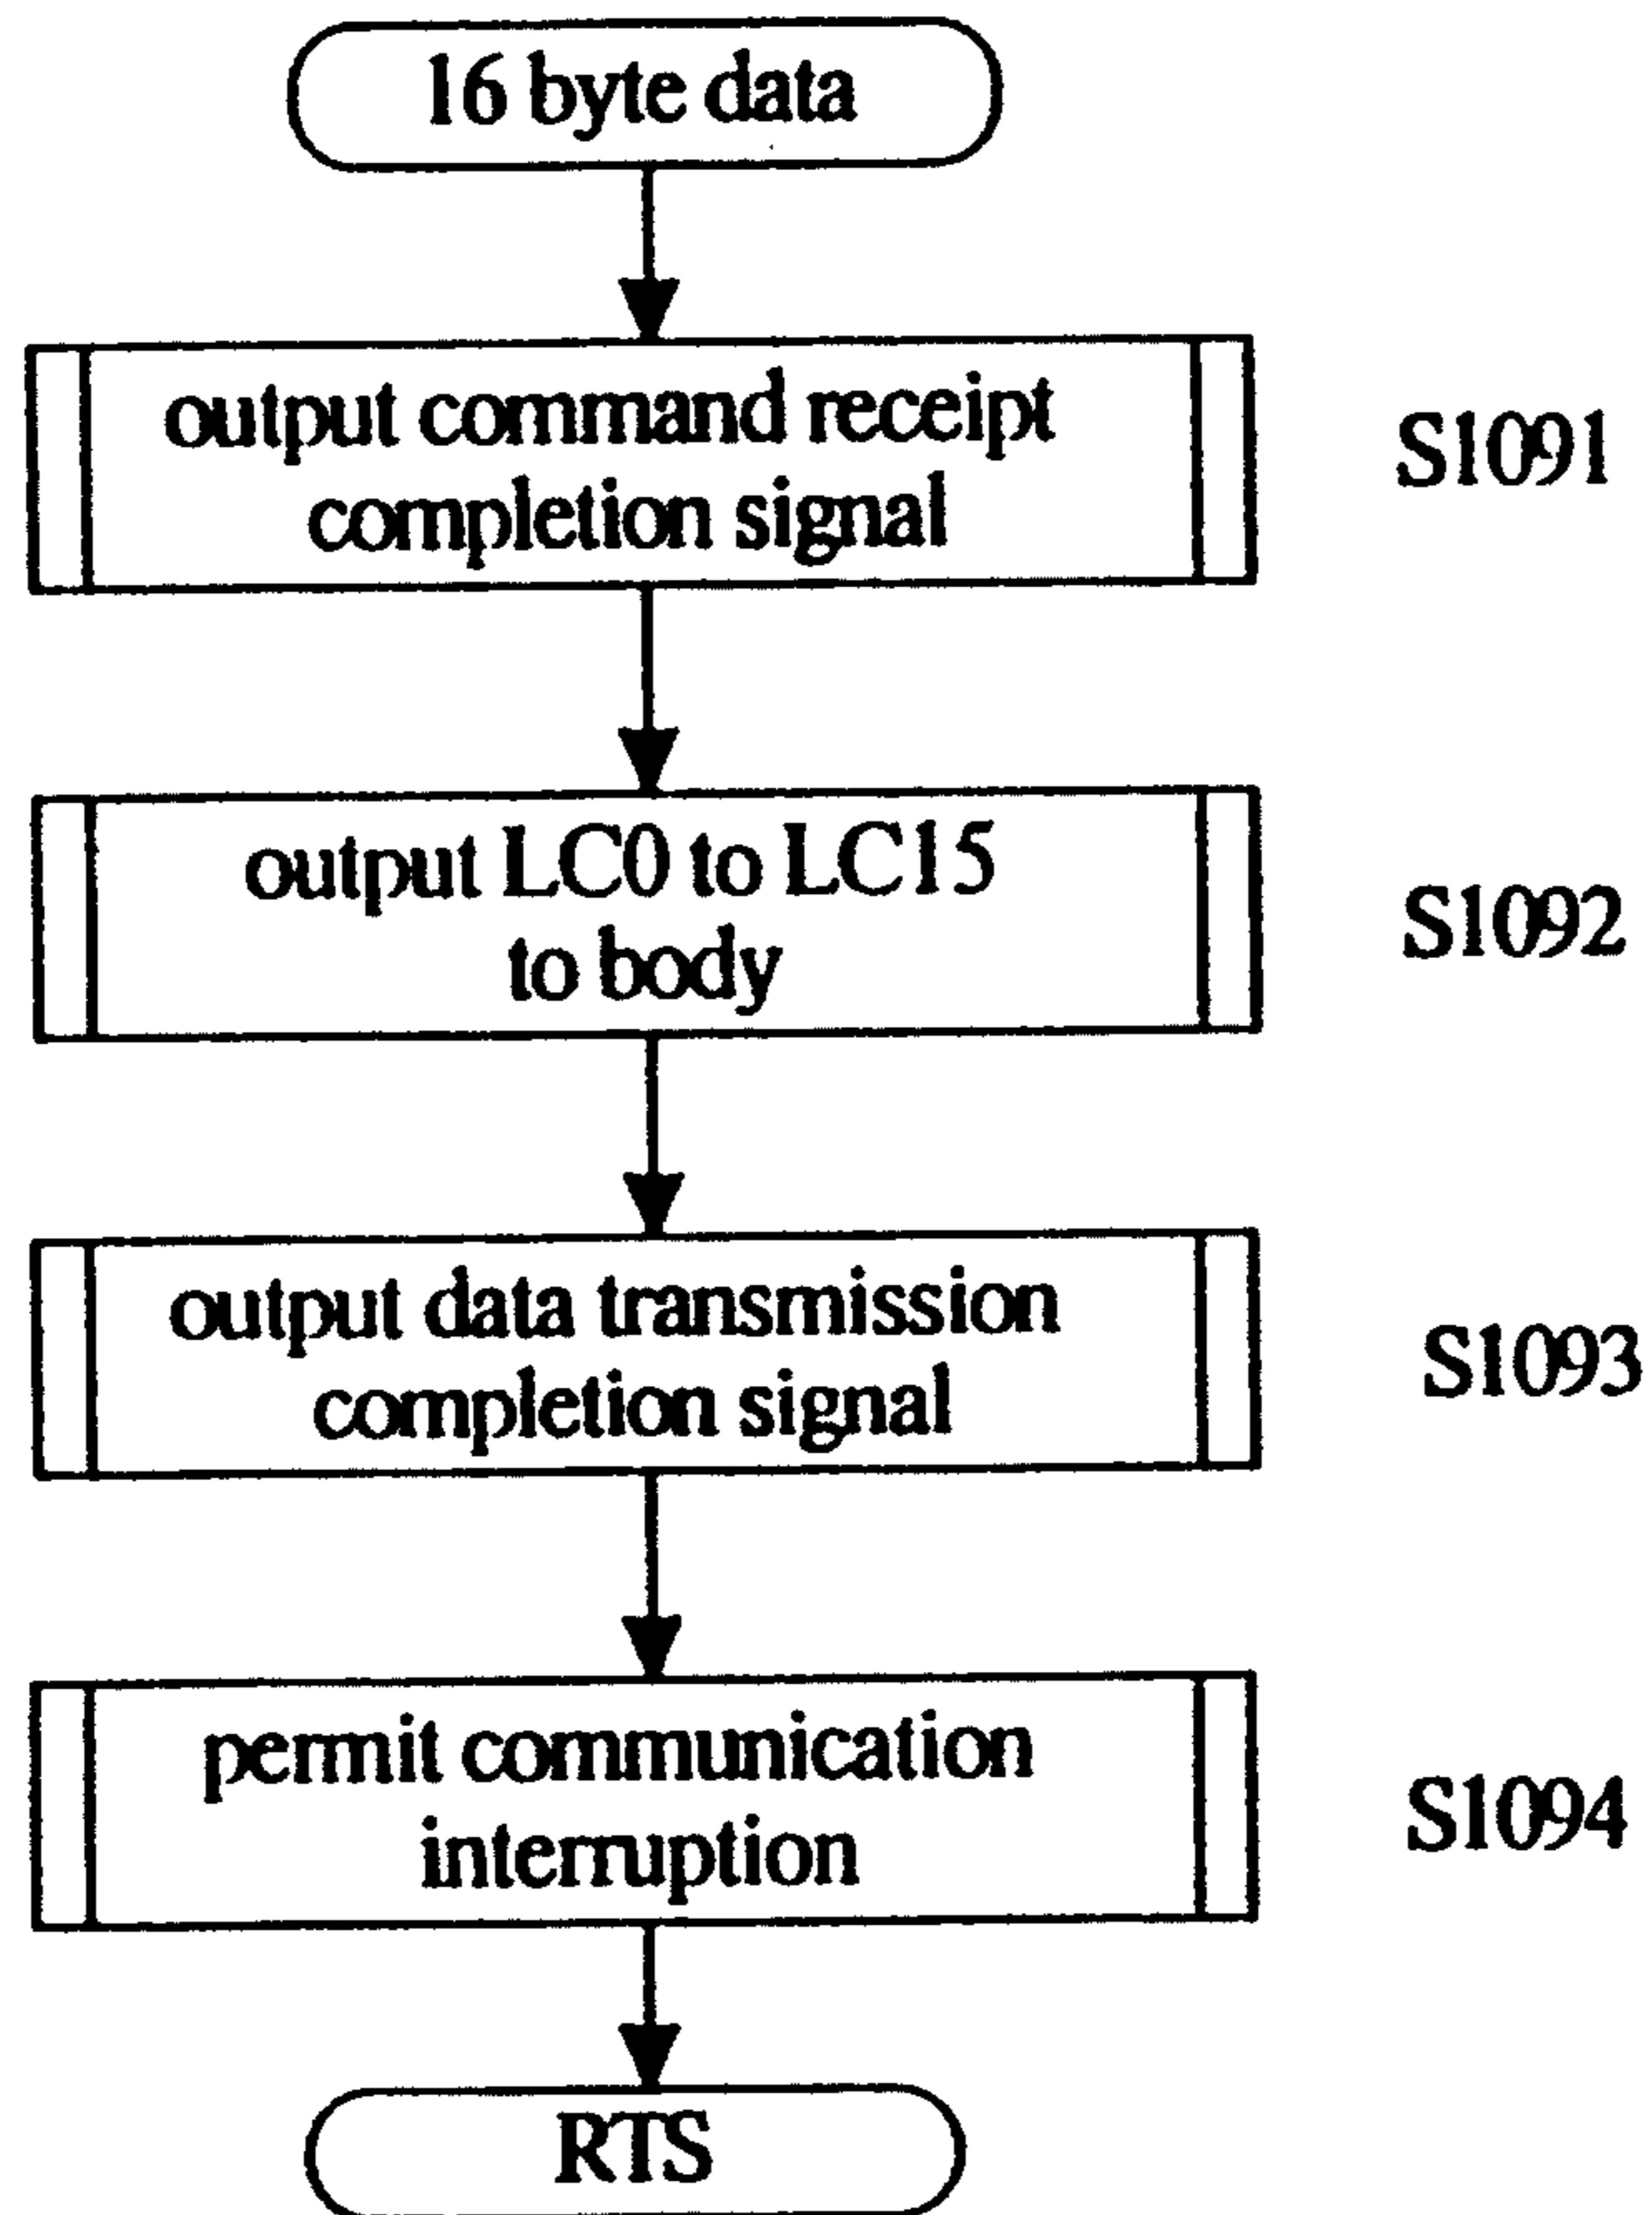 16 byte data
output command receipt
completion signal
S1091
output LC0 to LC15
to body
S1092
output data transmission
completion signal
S1093
permit communication
interruption
S1094
RTS